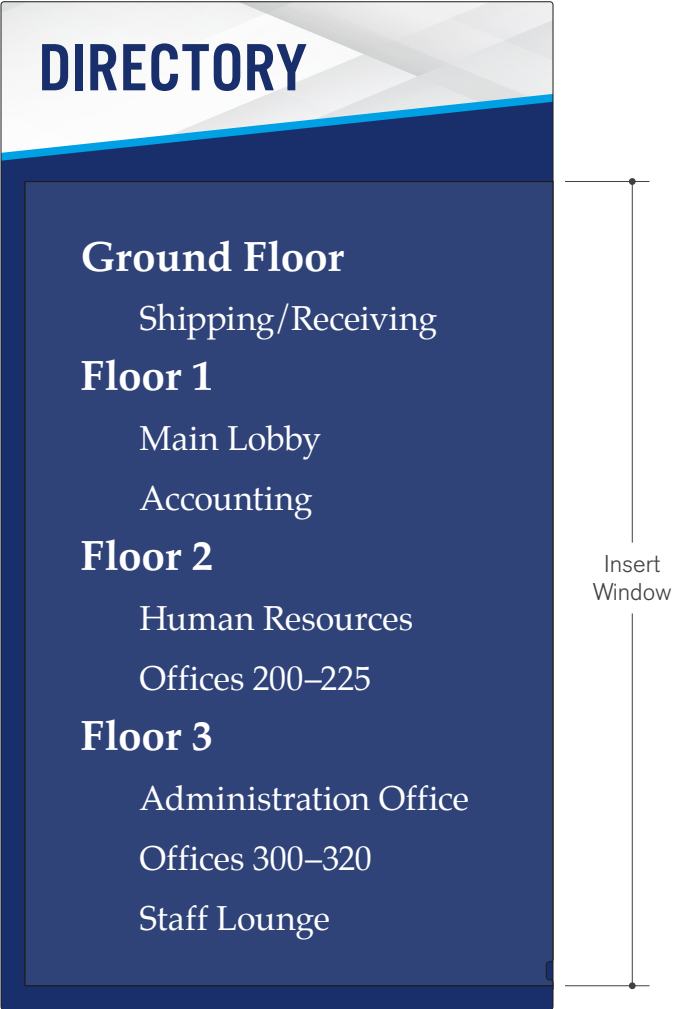 DIRECTORY
Ground Floor
Shipping/Receiving
Floor 1
Main Lobby
Accounting
Floor 2
Human Resources
Offices 200–225
Floor 3
Administration Office
Offices 300–320
Staff Lounge
Insert
Window